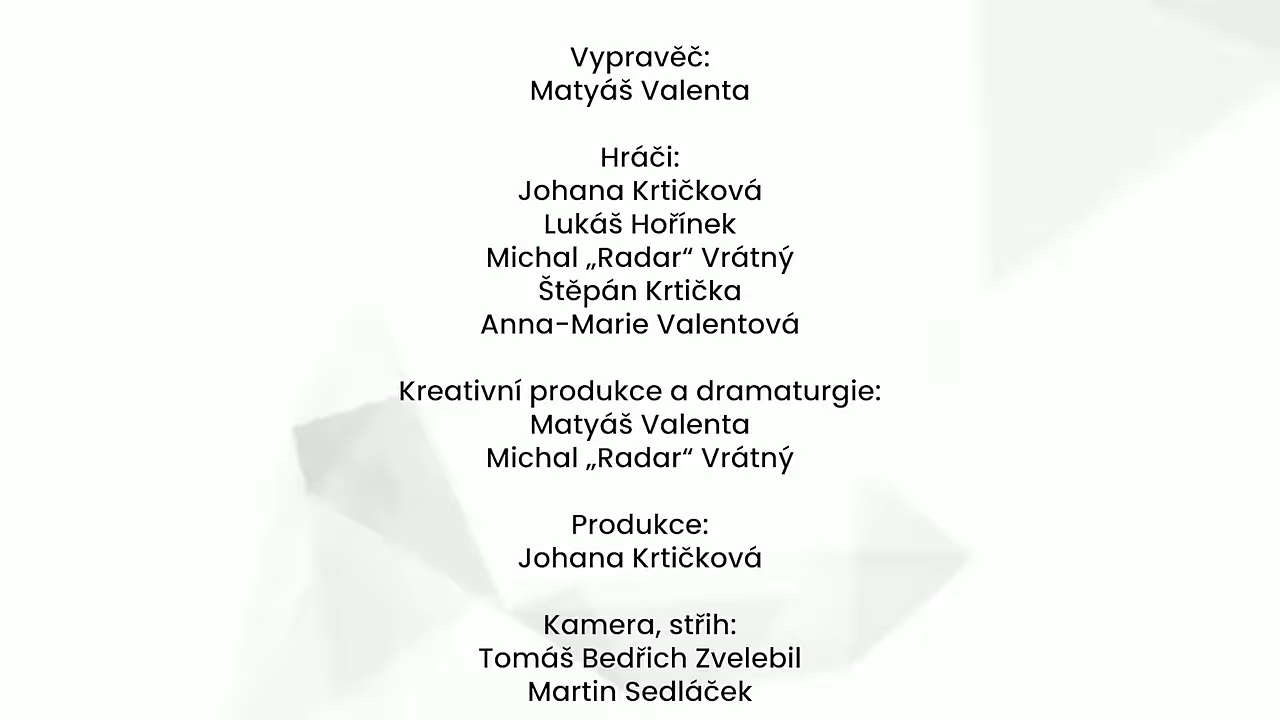 Vypravěč:
Matyáš Valenta
Hráči:
Johana Krtičková
Lukáš Hořínek
Michal „Radar“ Vrátný
Štěpán Krtička
Anna-Marie Valentová
Kreativní produkce a dramaturgie:
Matyáš Valenta
Michal „Radar“ Vrátný
Produkce:
Johana Krtičková
Kamera, střih:
Tomáš Bedřich Zvelebil
Martin Sedláček